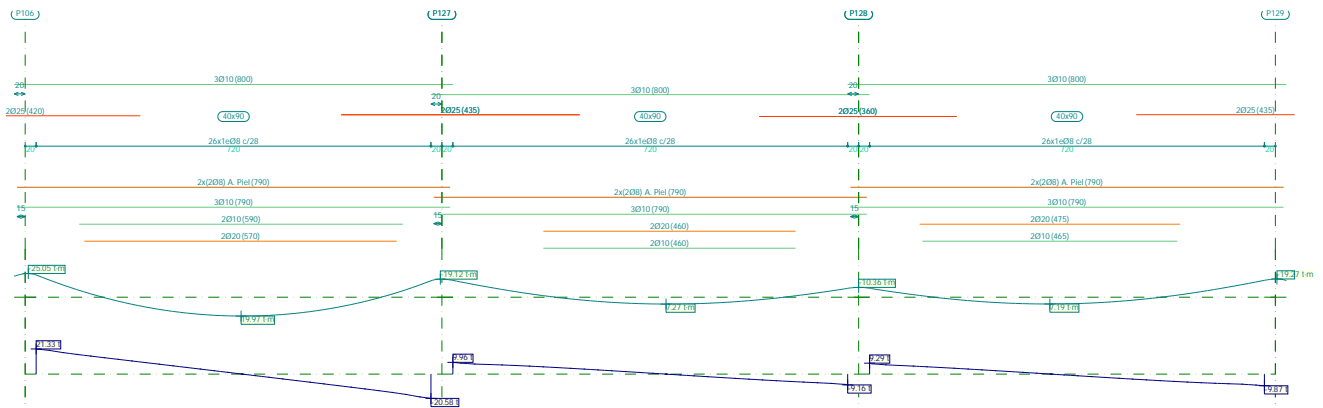 P106 P127 P128 P129
3Ø10 (800) 3Ø10 (800)
20 20
3Ø10 (800)
20
2Ø25 (420) 40x90 2Ø25 (435) 40x90 2Ø25 (360) 40x90 2Ø25 (435)
26x1eØ8 c/28 26x1eØ8 c/28 26x1eØ8 c/28
20 720 20 20 720 20 20 720 20
2x(2Ø8) A. Piel (790) 2x(2Ø8) A. Piel (790)
2x(2Ø8) A. Piel (790)
3Ø10 (790) 3Ø10 (790)
15 3Ø10 (790) 15
15
2Ø10 (590) 2Ø20 (475)
2Ø20 (460)
2Ø20 (570) 2Ø10 (465)
2Ø10 (460)
-25.05 t·m -19.12 t·m -10.36 t·m -19.27 t·m
19.97 t·m 7.27 t·m 7.19 t·m
21.33 t 9.96 t 9.29 t
-20.58 t -9.16 t -9.87 t